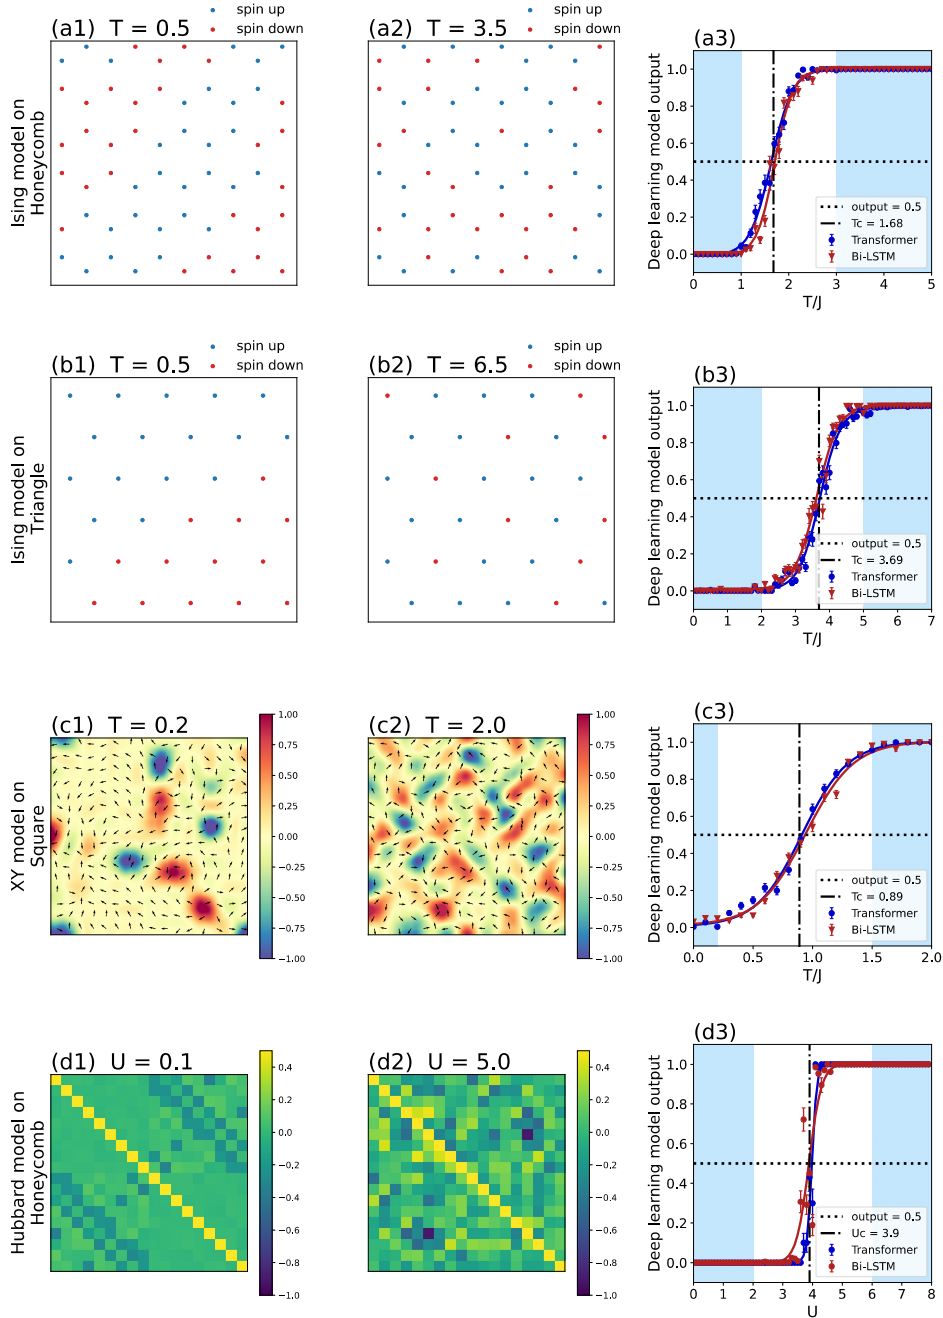 (a1) T = 0.5
spin up
spin down
Ising model on
Honeycomb
(a2) T = 3.5
spin up
spin down
(a3)
Deep learning model output
1.0
0.8
0.6
0.4
0.2
0.0
output = 0.5
Tc = 1.68
Transformer
Bi-LSTM
0 1 2 3 4 5
T/J
(b1) T = 0.5
spin up
spin down
Ising model on
Triangle
(b2) T = 6.5
spin up
spin down
(b3)
Deep learning model output
1.0
0.8
0.6
0.4
0.2
0.0
output = 0.5
Tc = 3.69
Transformer
Bi-LSTM
0 1 2 3 4 5 6 7
T/J
(c1) T = 0.2
XY model on
Square
1.00
0.75
0.50
0.25
0.00
−0.25
−0.50
−0.75
−1.00
(c2) T = 2.0
1.00
0.75
0.50
0.25
0.00
−0.25
−0.50
−0.75
−1.00
(c3)
Deep learning model output
1.0
0.8
0.6
0.4
0.2
0.0
output = 0.5
Tc = 0.89
Transformer
Bi-LSTM
0.0 0.5 1.0 1.5 2.0
T/J
(d1) U = 0.1
Hubbard model on
Honeycomb
0.4
0.2
0.0
−0.2
−0.4
−0.6
−0.8
−1.0
(d2) U = 5.0
0.4
0.2
0.0
−0.2
−0.4
−0.6
−0.8
−1.0
(d3)
Deep learning model output
1.0
0.8
0.6
0.4
0.2
0.0
output = 0.5
Uc = 3.9
Transformer
Bi-LSTM
0 1 2 3 4 5 6 7 8
U